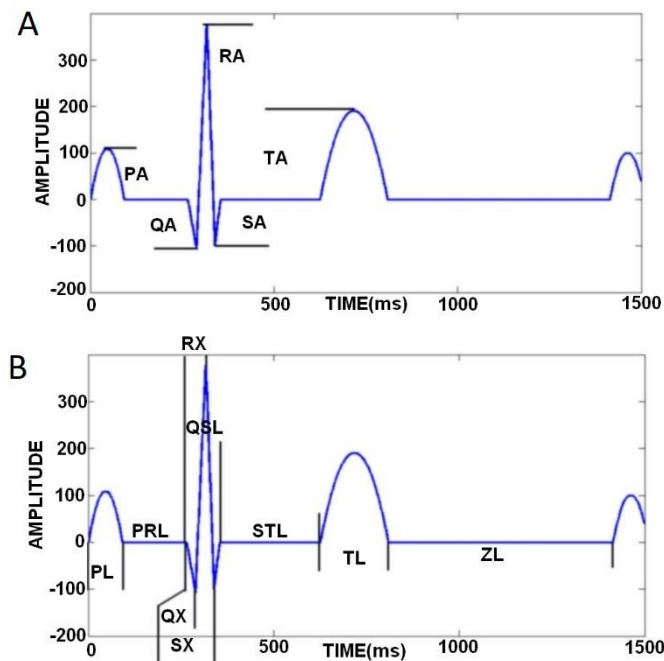 A
AMPLITUDE
300
200
100
0
-100
-200
RA
PA
TA
QA
SA
0
500
1000
1500
TIME(ms)
B
RX
AMPLITUDE
300
200
100
0
-100
-200
QSL
PRL
STL
PL
TL
ZL
QX
SX
0
500
1000
1500
TIME(ms)